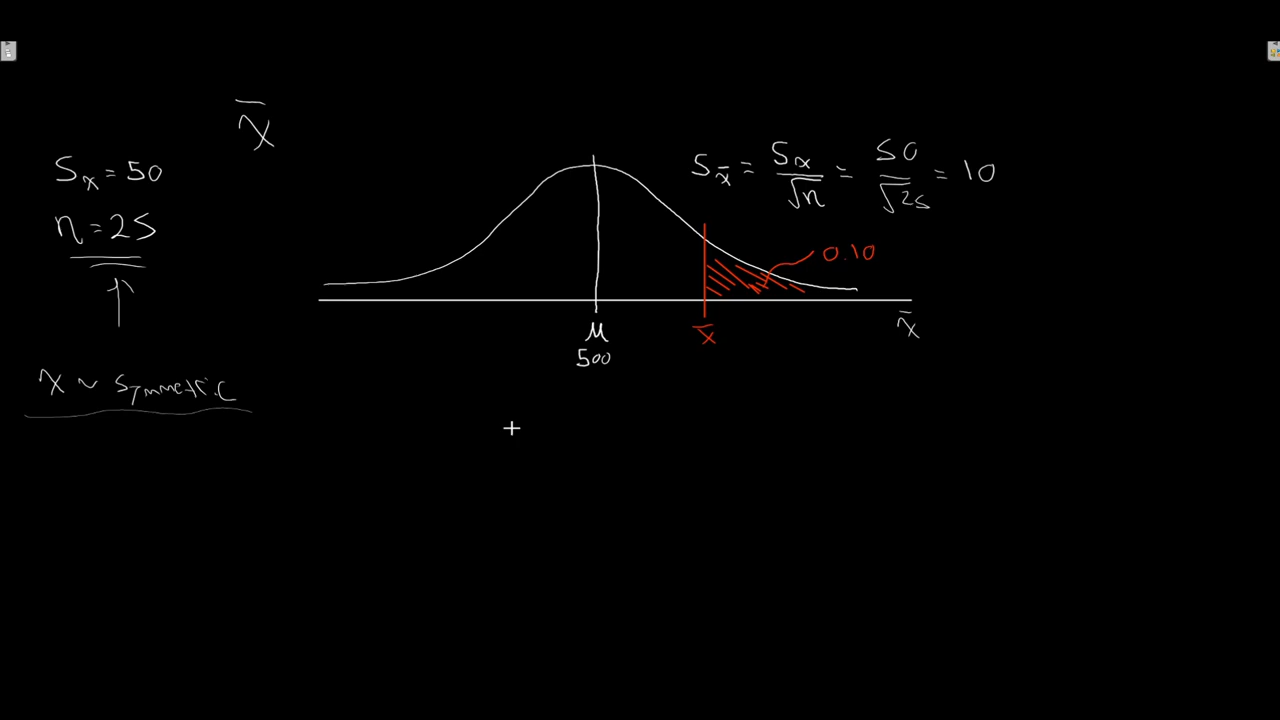 x̄
Sx = 50
n = 25
x ~ symmetric
Sx̄ = Sx/√n = 50/√25 = 10
0.10
μ
500
x̄
x̄